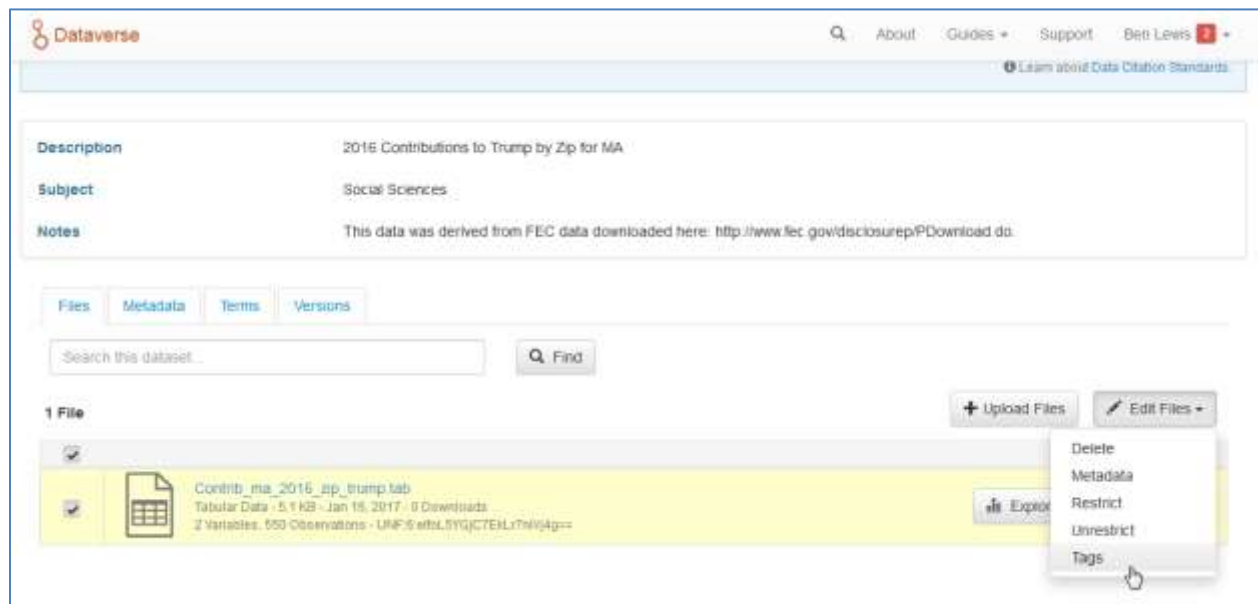 Dataverse About Guides Support Ben Lewis 2
Learn about Data Citation Standards.
Description 2016 Contributions to Trump by Zip for MA
Subject Social Sciences
Notes This data was derived from FEC data downloaded here: http://www.fec.gov/disclosurep/PDownload.do.
Files Metadata Terms Versions
Search this dataset... Find
1 File + Upload Files Edit Files
Delete
Contrib_ma_2016_zip_trump.tab Metadata
Tabular Data - 5.1 KB - Jan 16, 2017 - 0 Downloads Explor Restrict
2 Variables, 550 Observations - Unrestrict
Tags